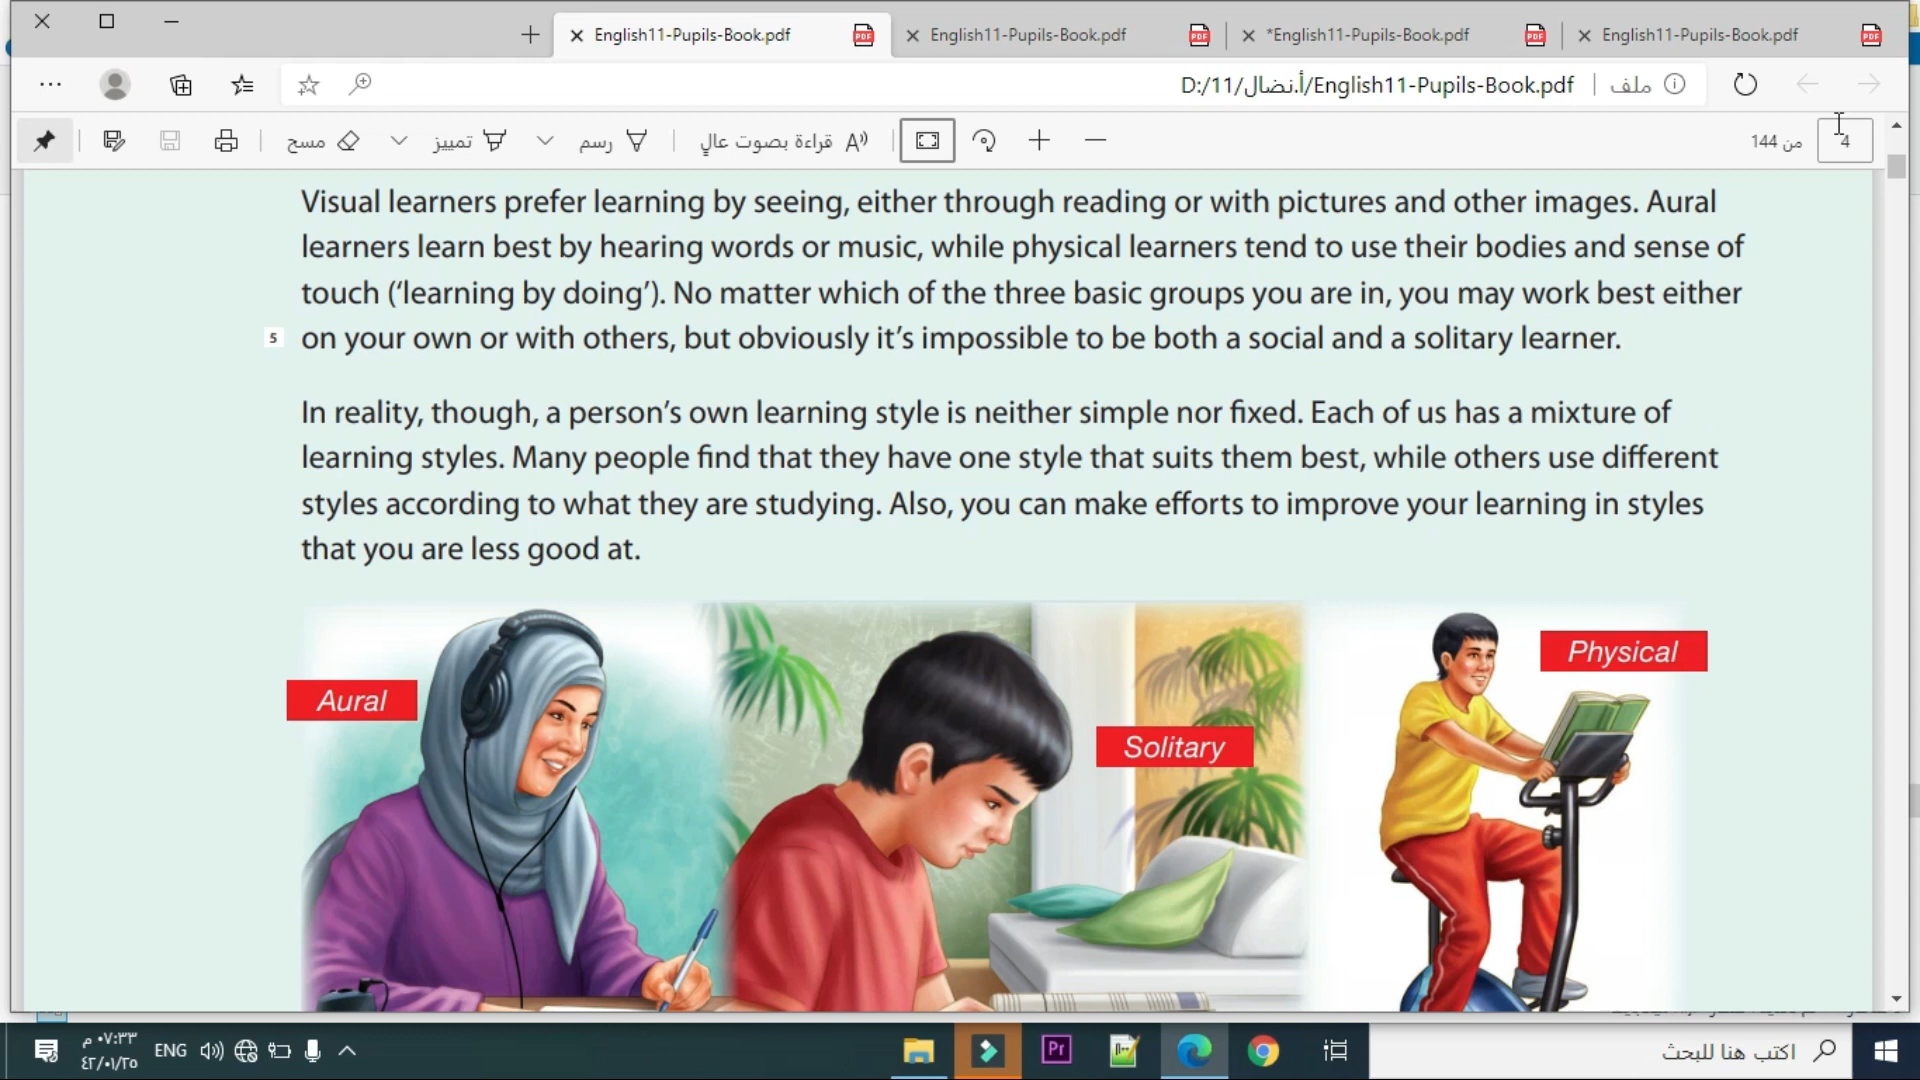 English11-Pupils-Book.pdf
English11-Pupils-Book.pdf
*English11-Pupils-Book.pdf
English11-Pupils-Book.pdf
ملف
D:/11/أ.نضال/English11-Pupils-Book.pdf
4
من 144
قراءة بصوت عالٍ
رسم
تمييز
مسح
Visual learners prefer learning by seeing, either through reading or with pictures and other images. Aural
learners learn best by hearing words or music, while physical learners tend to use their bodies and sense of
touch (‘learning by doing’). No matter which of the three basic groups you are in, you may work best either
5 on your own or with others, but obviously it’s impossible to be both a social and a solitary learner.
In reality, though, a person’s own learning style is neither simple nor fixed. Each of us has a mixture of
learning styles. Many people find that they have one style that suits them best, while others use different
styles according to what they are studying. Also, you can make efforts to improve your learning in styles
that you are less good at.
Physical
Aural
Solitary
٠٧:٣٣ م
ENG
٤٢/٠١/٢٥
Pr
اكتب هنا للبحث